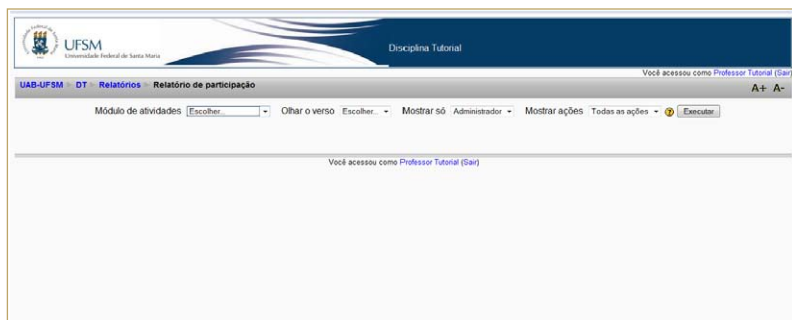 UFSM
Universidade Federal de Santa Maria
Disciplina Tutorial
Você acessou como Professor Tutorial (Sair)
UAB-UFSM DT Relatórios Relatório de participação
A+ A-
Módulo de atividades Escolher... Olhar o verso Escolher... Mostrar só Administrador Mostrar ações Todas as ações ? Executar
Você acessou como Professor Tutorial (Sair)